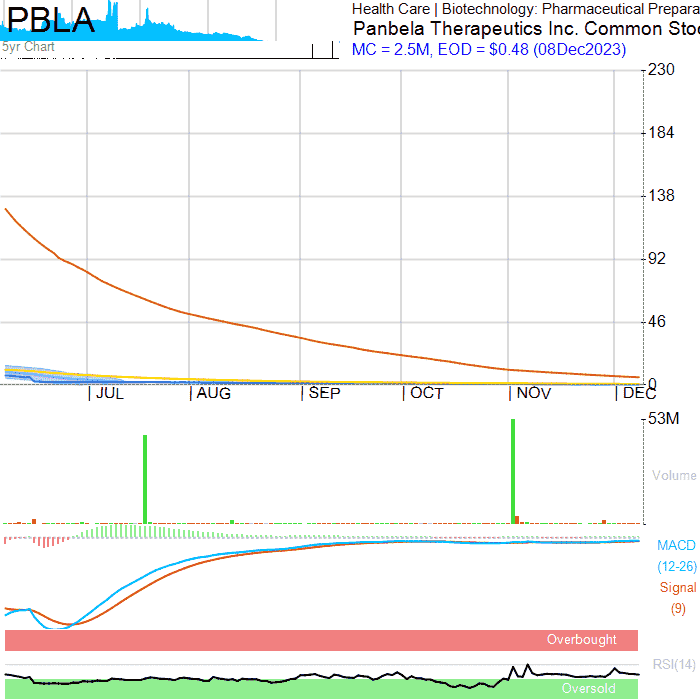 PBLA
Health Care | Biotechnology: Pharmaceutical Prepara
Panbela Therapeutics Inc. Common Stoc
5yr Chart
MC = 2.5M, EOD = $0.48 (08Dec2023)
230
184
138
92
46
0
JUL AUG SEP OCT NOV DEC
53M
Volume
MACD
(12-26)
Signal
(9)
Overbought
RSI(14)
Oversold